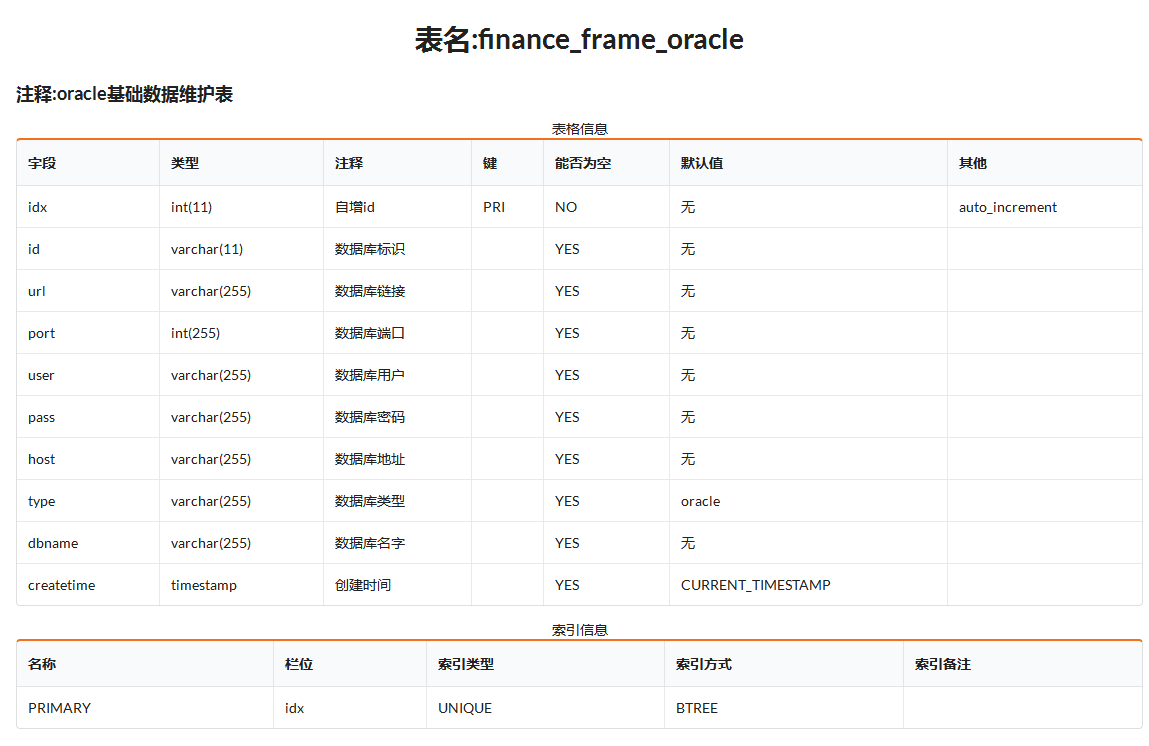 表名:finance_frame_oracle
注释:oracle基础数据维护表
表格信息
字段 类型 注释 键 能否为空 默认值 其他
idx int(11) 自增id PRI NO 无 auto_increment
id varchar(11) 数据库标识 YES 无
url varchar(255) 数据库链接 YES 无
port int(255) 数据库端口 YES 无
user varchar(255) 数据库用户 YES 无
pass varchar(255) 数据库密码 YES 无
host varchar(255) 数据库地址 YES 无
type varchar(255) 数据库类型 YES oracle
dbname varchar(255) 数据库名字 YES 无
createtime timestamp 创建时间 YES CURRENT_TIMESTAMP
索引信息
名称 栏位 索引类型 索引方式 索引备注
PRIMARY idx UNIQUE BTREE